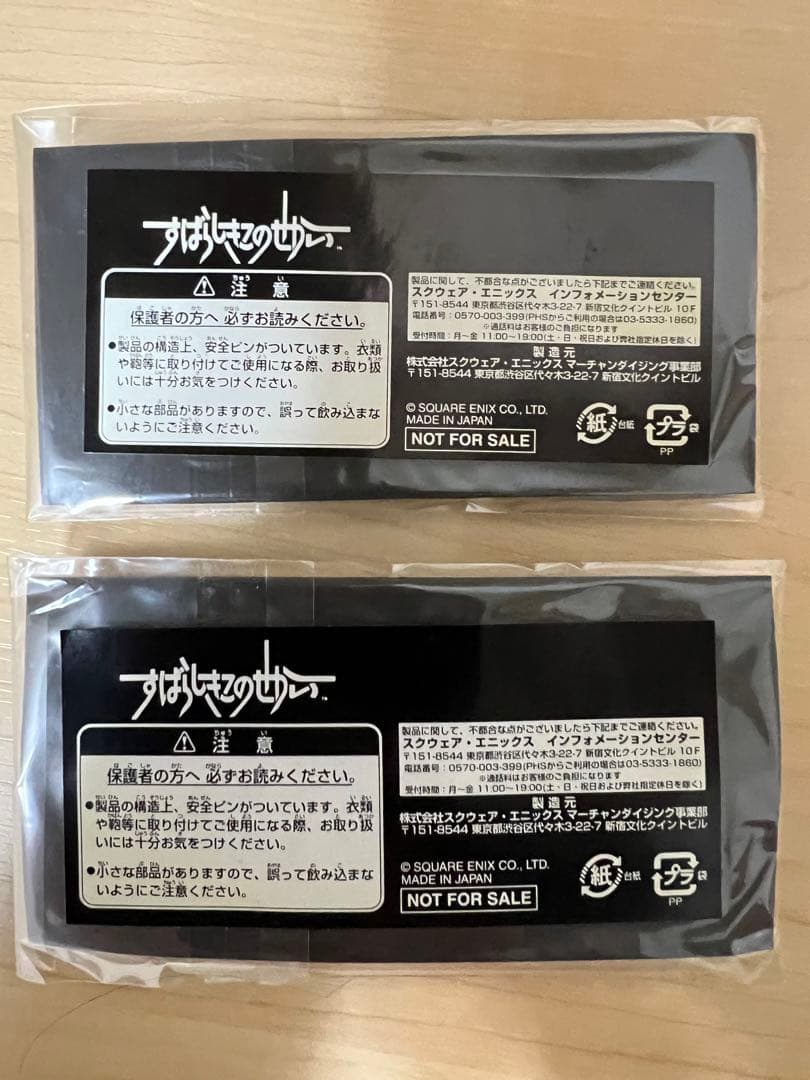 すばらしきこのせかい™
⚠ 注意
保護者の方へ 必ずお読みください。
●製品の構造上、安全ピンがついています。衣類
や鞄等に取り付けてご使用になる際、お取り扱
いには十分お気をつけください。
●小さな部品がありますので、誤って飲み込まな
いようにご注意ください。
製品に関して、不都合な点がございましたら下記までご連絡ください。
スクウェア・エニックス インフォメーションセンター
〒151-8544 東京都渋谷区代々木3-22-7 新宿文化クイントビル 10F
電話番号：0570-003-399(PHSからご利用の場合は03-5333-1860)
※通話料はお客様のご負担になります
受付時間：月～金 11:00～19:00(土・日・祝日および弊社指定休日を除く)
製造元
株式会社スクウェア・エニックス マーチャンダイジング事業部
〒151-8544 東京都渋谷区代々木3-22-7 新宿文化クイントビル
© SQUARE ENIX CO., LTD.
MADE IN JAPAN
NOT FOR SALE
紙 台紙
プラ 袋
PP
すばらしきこのせかい™
⚠ 注意
保護者の方へ 必ずお読みください。
●製品の構造上、安全ピンがついています。衣類
や鞄等に取り付けてご使用になる際、お取り扱
いには十分お気をつけください。
●小さな部品がありますので、誤って飲み込まな
いようにご注意ください。
製品に関して、不都合な点がございましたら下記までご連絡ください。
スクウェア・エニックス インフォメーションセンター
〒151-8544 東京都渋谷区代々木3-22-7 新宿文化クイントビル 10F
電話番号：0570-003-399(PHSからご利用の場合は03-5333-1860)
※通話料はお客様のご負担になります
受付時間：月～金 11:00～19:00(土・日・祝日および弊社指定休日を除く)
製造元
株式会社スクウェア・エニックス マーチャンダイジング事業部
〒151-8544 東京都渋谷区代々木3-22-7 新宿文化クイントビル
© SQUARE ENIX CO., LTD.
MADE IN JAPAN
NOT FOR SALE
紙 台紙
プラ 袋
PP